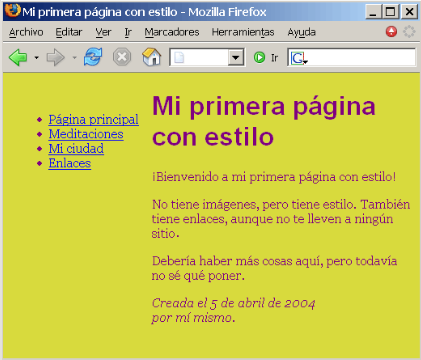 Mi primera página con estilo - Mozilla Firefox
Archivo Editar Ver Ir Marcadores Herramientas Ayuda
Ir
G
Página principal
Meditaciones
Mi ciudad
Enlaces
Mi primera página
con estilo
¡Bienvenido a mi primera página con estilo!
No tiene imágenes, pero tiene estilo. También
tiene enlaces, aunque no te lleven a ningún
sitio.
Debería haber más cosas aquí, pero todavía
no sé qué poner.
Creada el 5 de abril de 2004
por mí mismo.